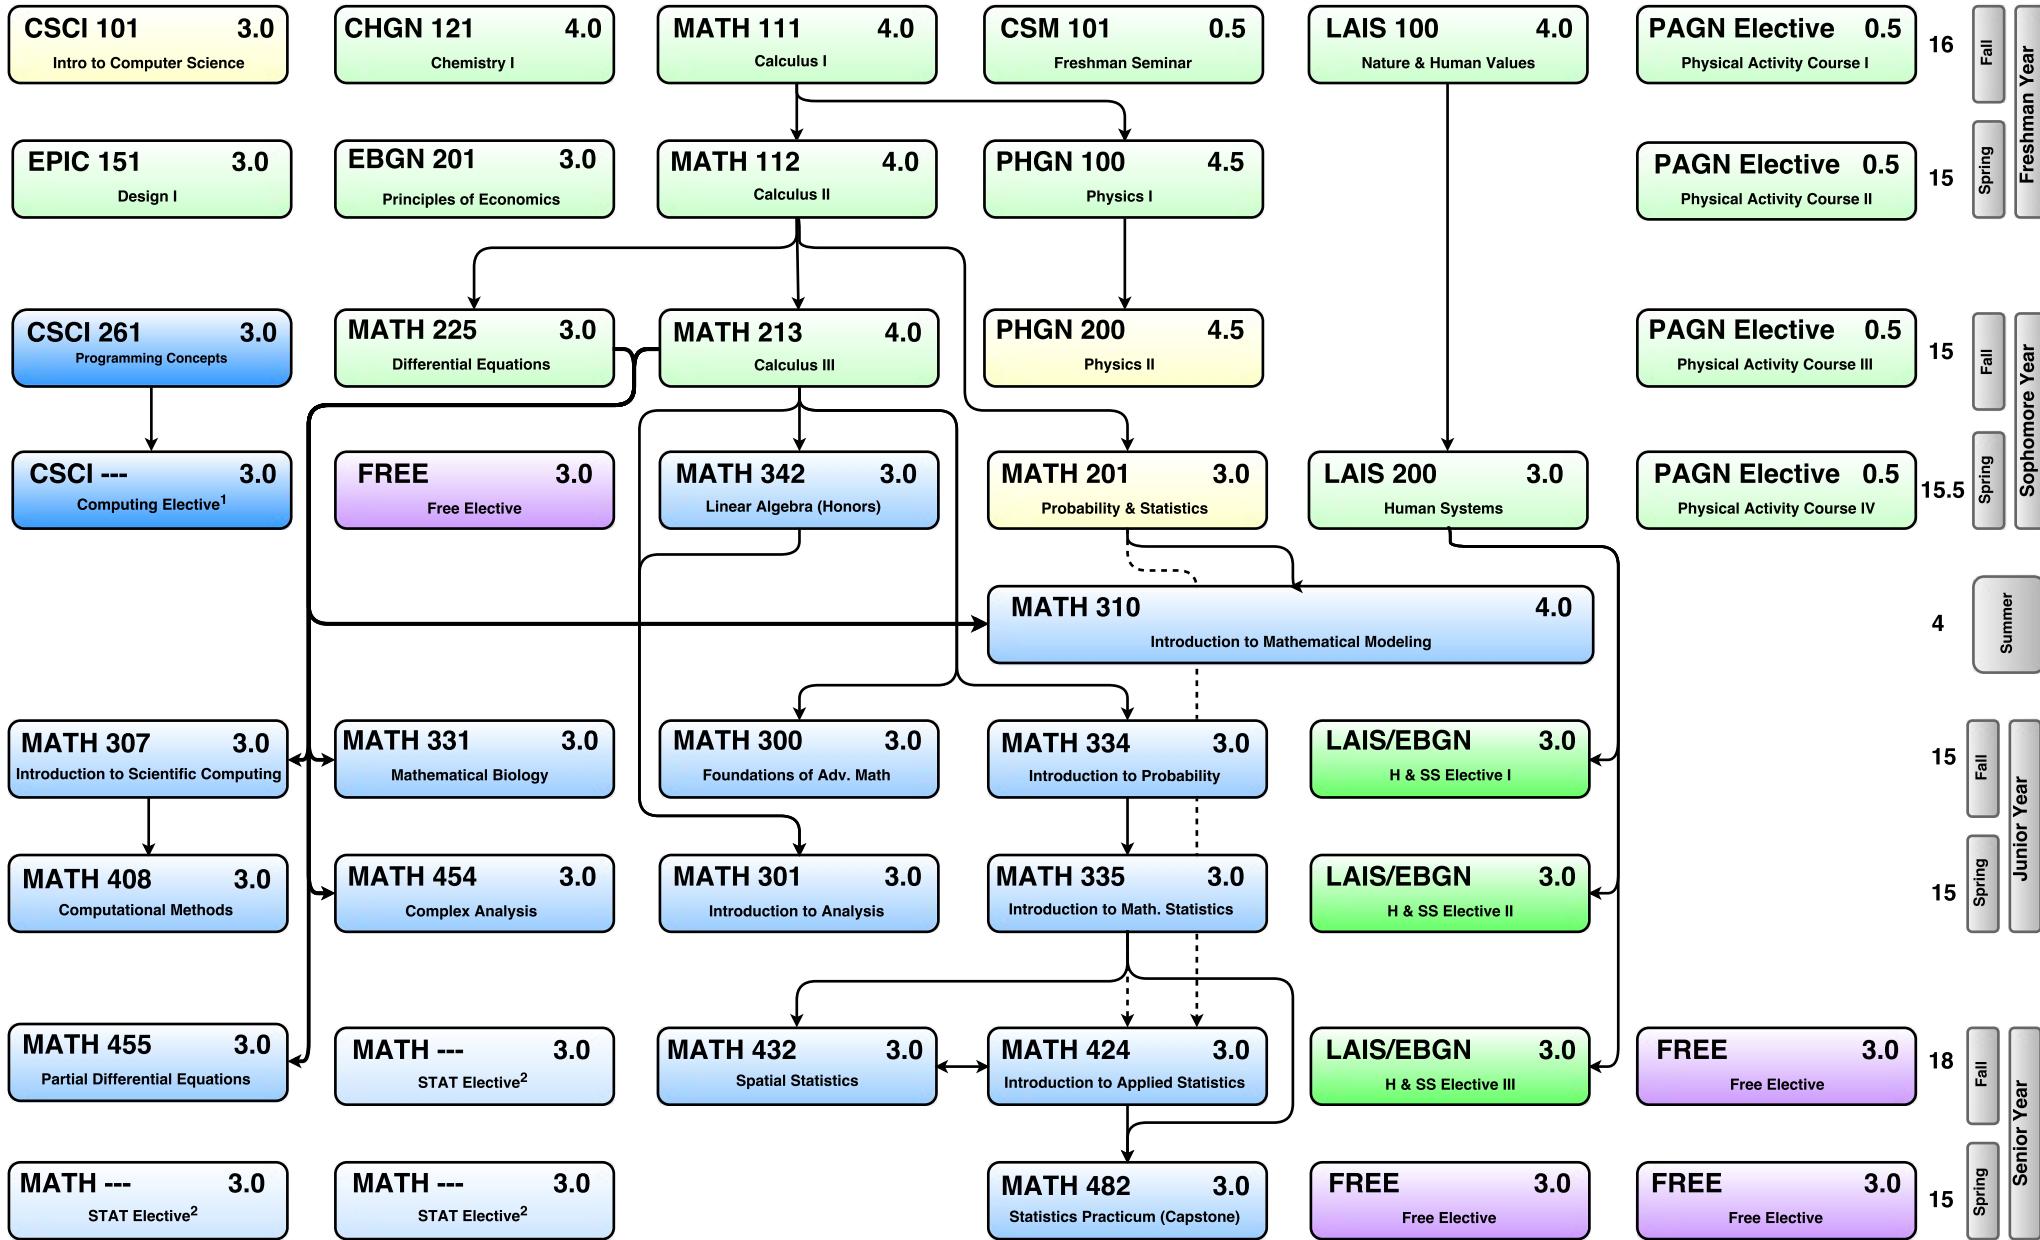 CSCI 101 3.0
Intro to Computer Science
CHGN 121 4.0
Chemistry I
MATH 111 4.0
Calculus I
CSM 101 0.5
Freshman Seminar
LAIS 100 4.0
Nature & Human Values
PAGN Elective 0.5
Physical Activity Course I
16
Fall
Freshman Year
EPIC 151 3.0
Design I
EBGN 201 3.0
Principles of Economics
MATH 112 4.0
Calculus II
PHGN 100 4.5
Physics I
PAGN Elective 0.5
Physical Activity Course II
15
Spring
CSCI 261 3.0
Programming Concepts
MATH 225 3.0
Differential Equations
MATH 213 4.0
Calculus III
PHGN 200 4.5
Physics II
PAGN Elective 0.5
Physical Activity Course III
15
Fall
Sophomore Year
CSCI --- 3.0
Computing Elective1
FREE 3.0
Free Elective
MATH 342 3.0
Linear Algebra (Honors)
MATH 201 3.0
Probability & Statistics
LAIS 200 3.0
Human Systems
PAGN Elective 0.5
Physical Activity Course IV
15.5
Spring
MATH 310 4.0
Introduction to Mathematical Modeling
4
Summer
MATH 307 3.0
Introduction to Scientific Computing
MATH 331 3.0
Mathematical Biology
MATH 300 3.0
Foundations of Adv. Math
MATH 334 3.0
Introduction to Probability
LAIS/EBGN 3.0
H & SS Elective I
15
Fall
Junior Year
MATH 408 3.0
Computational Methods
MATH 454 3.0
Complex Analysis
MATH 301 3.0
Introduction to Analysis
MATH 335 3.0
Introduction to Math. Statistics
LAIS/EBGN 3.0
H & SS Elective II
15
Spring
MATH 455 3.0
Partial Differential Equations
MATH --- 3.0
STAT Elective2
MATH 432 3.0
Spatial Statistics
MATH 424 3.0
Introduction to Applied Statistics
LAIS/EBGN 3.0
H & SS Elective III
FREE 3.0
Free Elective
18
Fall
Senior Year
MATH --- 3.0
STAT Elective2
MATH --- 3.0
STAT Elective2
MATH 482 3.0
Statistics Practicum (Capstone)
FREE 3.0
Free Elective
FREE 3.0
Free Elective
15
Spring